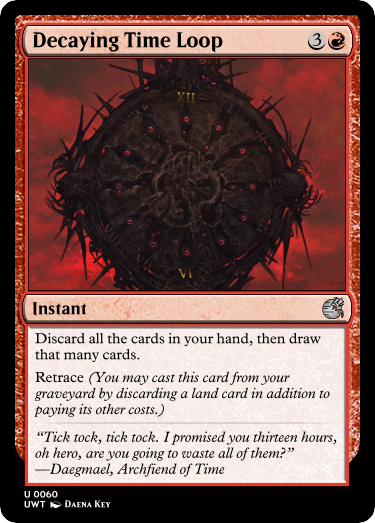 Decaying Time Loop 3
XII
VI
Instant
Discard all the cards in your hand, then draw
that many cards.
Retrace (You may cast this card from your
graveyard by discarding a land card in addition to
paying its other costs.)
“Tick tock, tick tock. I promised you thirteen hours,
oh hero, are you going to waste all of them?”
—Daegmael, Archfiend of Time
U 0060
UWT Daena Key